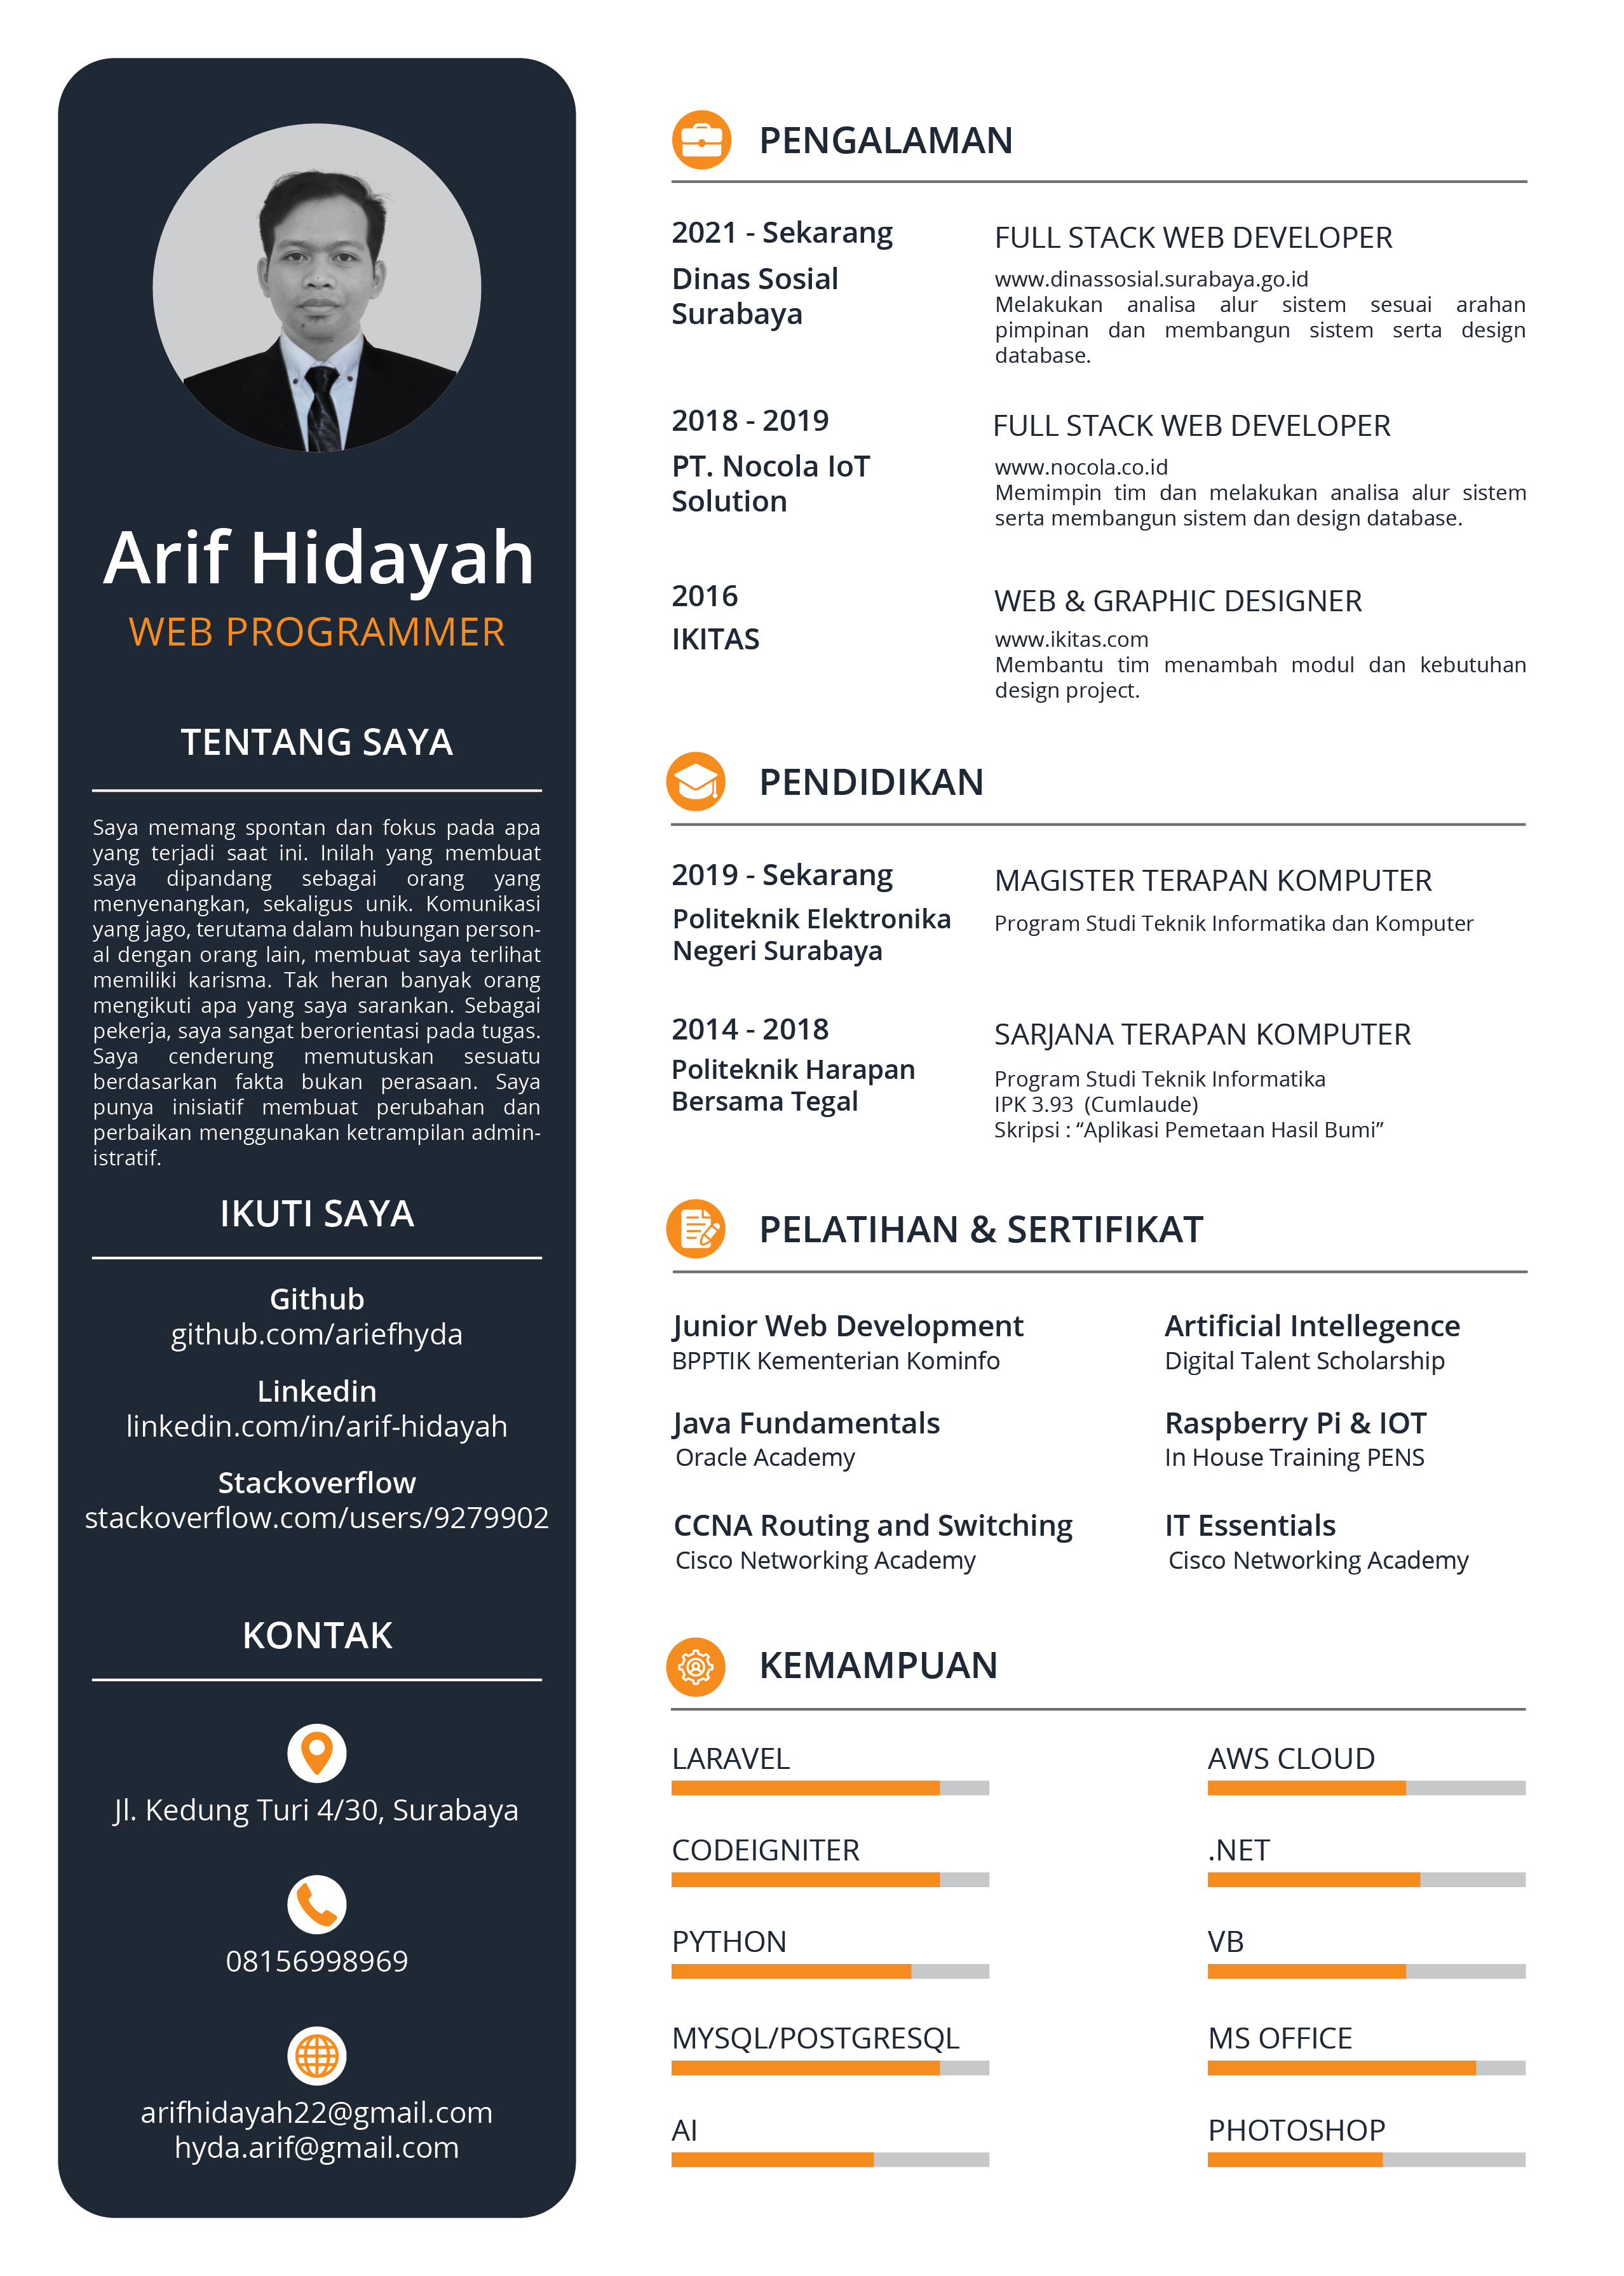 Arif Hidayah
WEB PROGRAMMER
TENTANG SAYA
Saya memang spontan dan fokus pada apa
yang terjadi saat ini. Inilah yang membuat
saya dipandang sebagai orang yang
menyenangkan, sekaligus unik. Komunikasi
yang jago, terutama dalam hubungan person-
al dengan orang lain, membuat saya terlihat
memiliki karisma. Tak heran banyak orang
mengikuti apa yang saya sarankan. Sebagai
pekerja, saya sangat berorientasi pada tugas.
Saya cenderung memutuskan sesuatu
berdasarkan fakta bukan perasaan. Saya
punya inisiatif membuat perubahan dan
perbaikan menggunakan ketrampilan admin-
istratif.
IKUTI SAYA
Github
github.com/ariefhyda
Linkedin
linkedin.com/in/arif-hidayah
Stackoverflow
stackoverflow.com/users/9279902
KONTAK
Jl. Kedung Turi 4/30, Surabaya
08156998969
arifhidayah22@gmail.com
hyda.arif@gmail.com
PENGALAMAN
2021 - Sekarang
Dinas Sosial
Surabaya
FULL STACK WEB DEVELOPER
www.dinassosial.surabaya.go.id
Melakukan analisa alur sistem sesuai arahan
pimpinan dan membangun sistem serta design
database.
2018 - 2019
PT. Nocola IoT
Solution
FULL STACK WEB DEVELOPER
www.nocola.co.id
Memimpin tim dan melakukan analisa alur sistem
serta membangun sistem dan design database.
2016
IKITAS
WEB & GRAPHIC DESIGNER
www.ikitas.com
Membantu tim menambah modul dan kebutuhan
design project.
PENDIDIKAN
2019 - Sekarang
Politeknik Elektronika
Negeri Surabaya
MAGISTER TERAPAN KOMPUTER
Program Studi Teknik Informatika dan Komputer
2014 - 2018
Politeknik Harapan
Bersama Tegal
SARJANA TERAPAN KOMPUTER
Program Studi Teknik Informatika
IPK 3.93 (Cumlaude)
Skripsi : “Aplikasi Pemetaan Hasil Bumi”
PELATIHAN & SERTIFIKAT
Junior Web Development
BPPTIK Kementerian Kominfo
Artificial Intellegence
Digital Talent Scholarship
Java Fundamentals
Oracle Academy
Raspberry Pi & IOT
In House Training PENS
CCNA Routing and Switching
Cisco Networking Academy
IT Essentials
Cisco Networking Academy
KEMAMPUAN
LARAVEL
AWS CLOUD
CODEIGNITER
.NET
PYTHON
VB
MYSQL/POSTGRESQL
MS OFFICE
AI
PHOTOSHOP